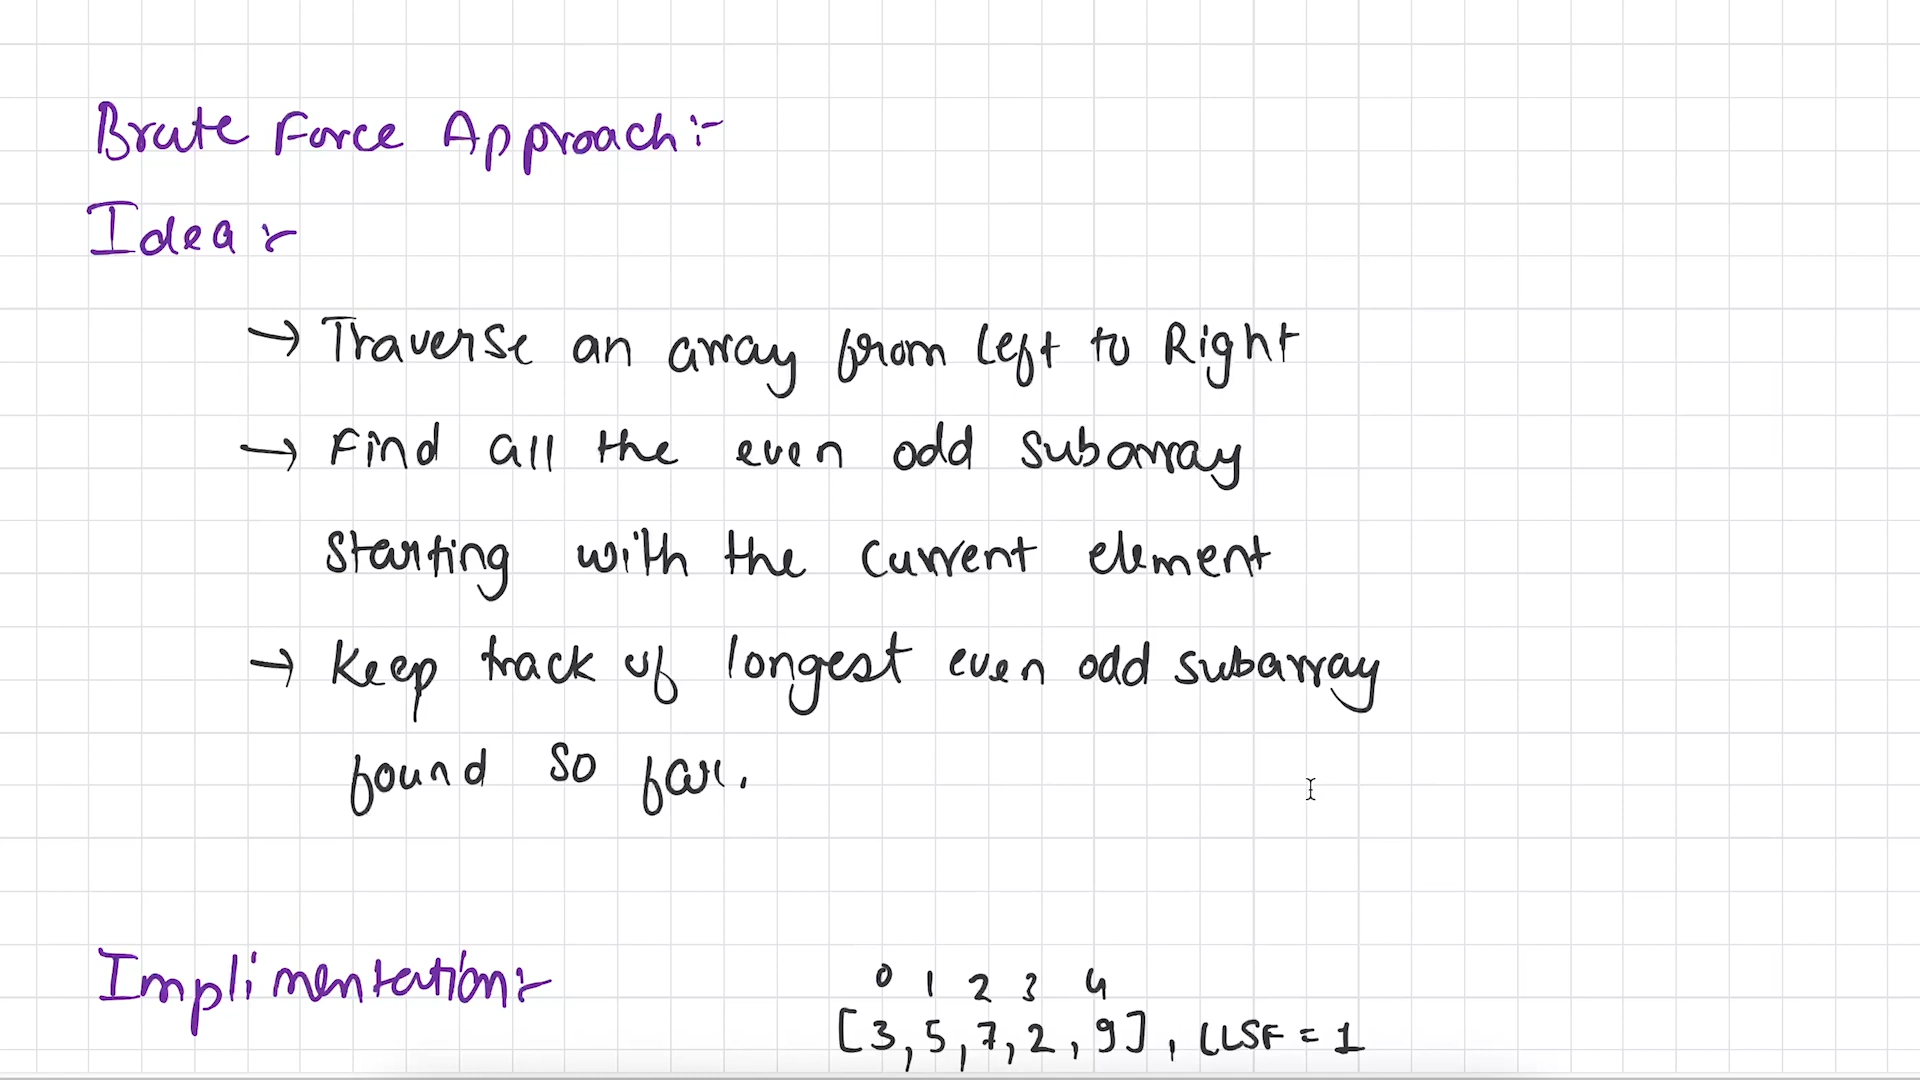 Brute Force Approach:-
Idea:-
→ Traverse an array from left to Right
→ Find all the even odd subarray
starting with the current element
→ Keep track of longest even odd subarray
found so far.
Implimentation:-
0 1 2 3 4
[3, 5, 7, 2, 9], LLSF = 1